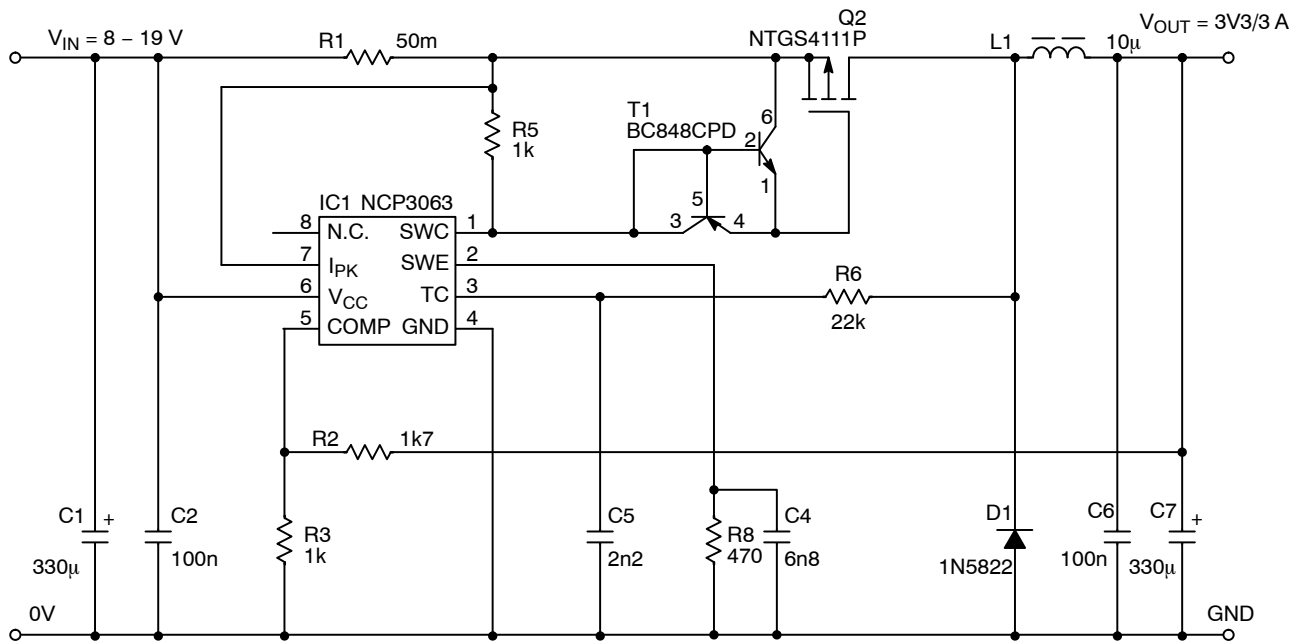 V_IN = 8 – 19 V
R1
50m
Q2
NTGS4111P
L1
10µ
V_OUT = 3V3/3 A
T1
BC848CPD
6
2
1
5
3
4
R5
1k
IC1 NCP3063
8
N.C.
SWC
1
7
I_PK
SWE
2
6
V_CC
TC
3
5
COMP
GND
4
R6
22k
R2
1k7
C1
+
330µ
C2
100n
R3
1k
C5
2n2
R8
470
C4
6n8
D1
1N5822
C6
100n
C7
+
330µ
0V
GND